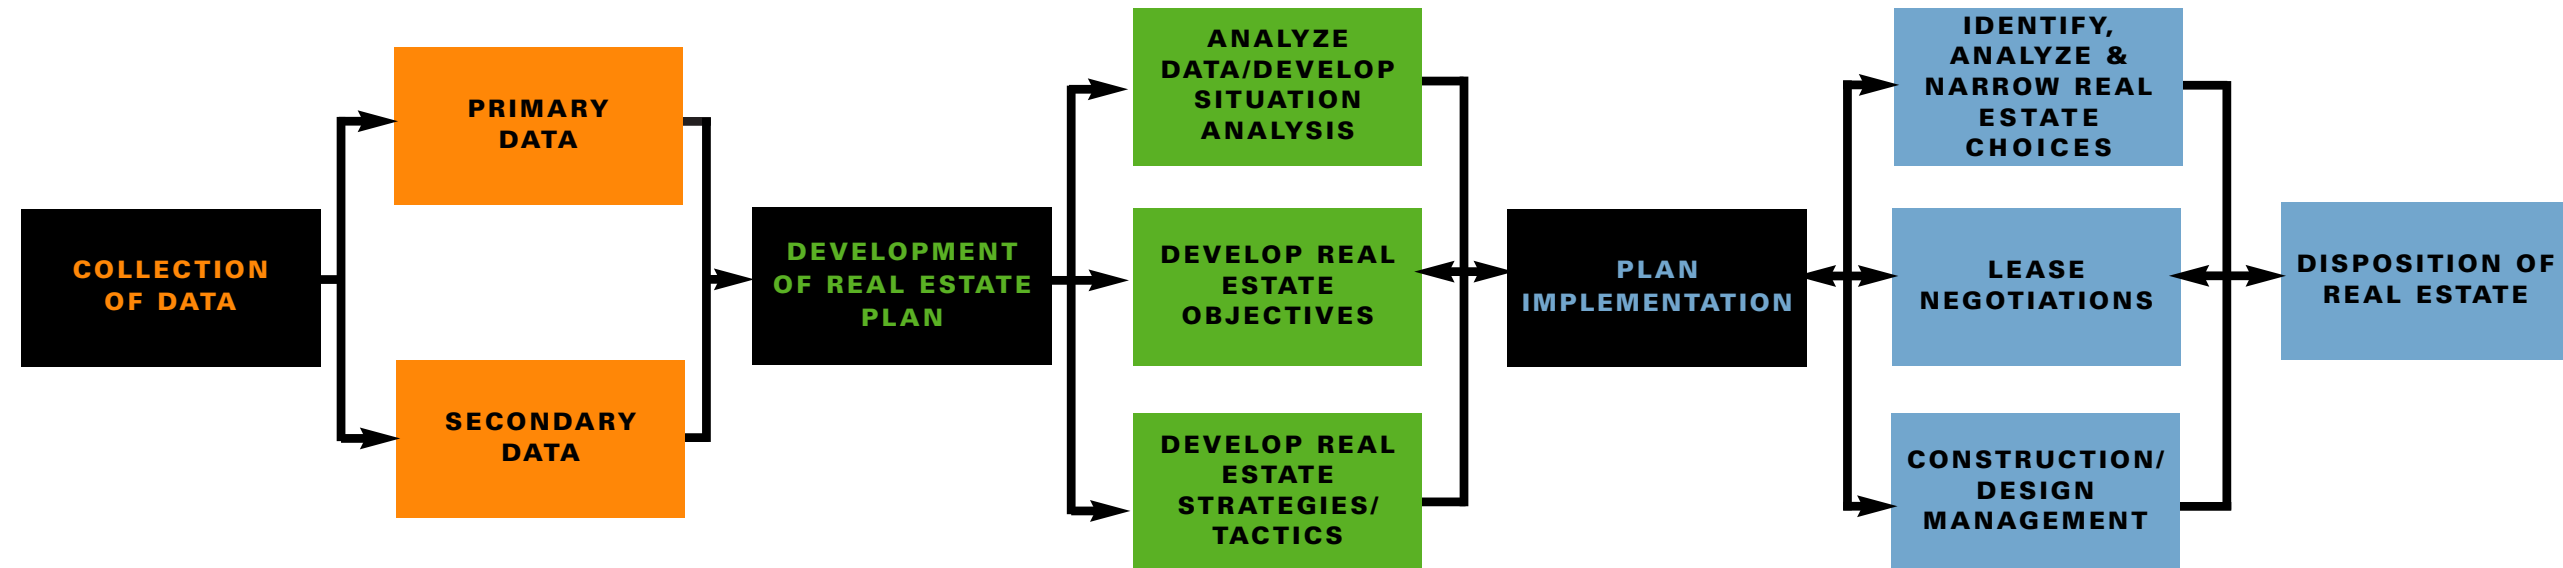 COLLECTION
OF DATA
PRIMARY
DATA
SECONDARY
DATA
DEVELOPMENT
OF REAL ESTATE
PLAN
ANALYZE
DATA/DEVELOP
SITUATION
ANALYSIS
DEVELOP REAL
ESTATE
OBJECTIVES
DEVELOP REAL
ESTATE
STRATEGIES/
TACTICS
PLAN
IMPLEMENTATION
IDENTIFY,
ANALYZE &
NARROW REAL
ESTATE
CHOICES
LEASE
NEGOTIATIONS
CONSTRUCTION/
DESIGN
MANAGEMENT
DISPOSITION OF
REAL ESTATE